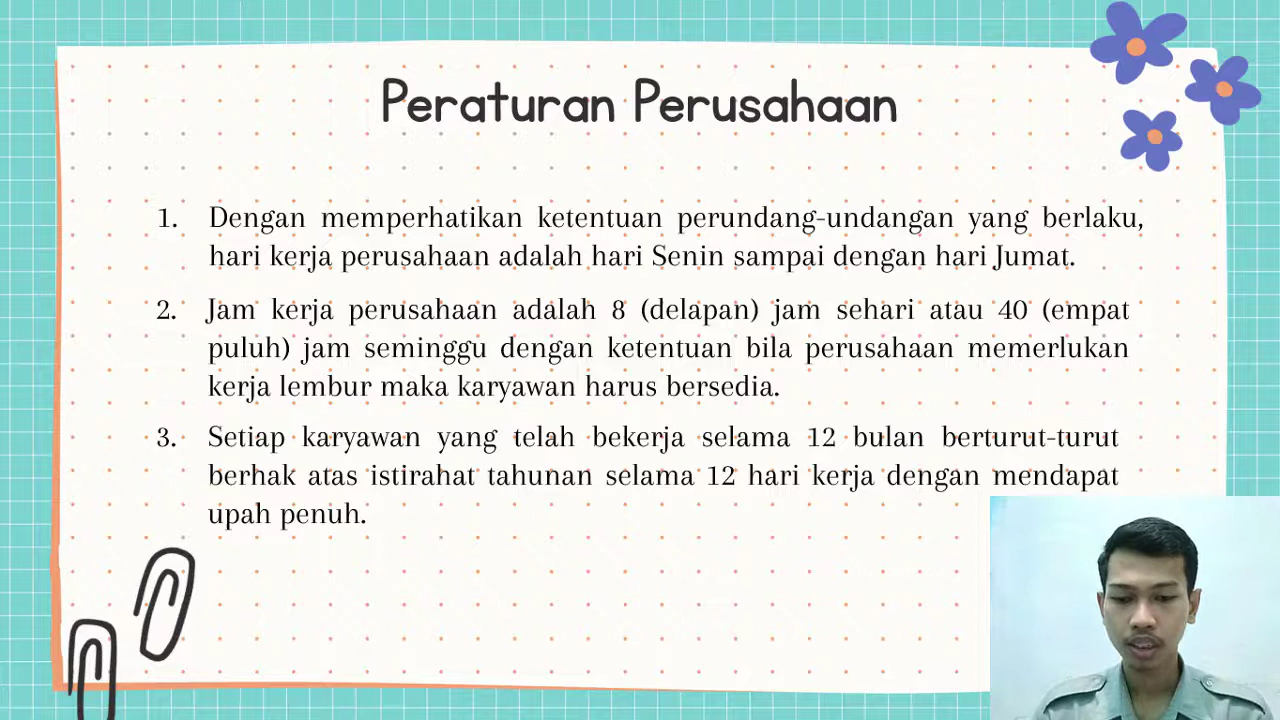 Peraturan Perusahaan
1. Dengan memperhatikan ketentuan perundang-undangan yang berlaku,
hari kerja perusahaan adalah hari Senin sampai dengan hari Jumat.
2. Jam kerja perusahaan adalah 8 (delapan) jam sehari atau 40 (empat
puluh) jam seminggu dengan ketentuan bila perusahaan memerlukan
kerja lembur maka karyawan harus bersedia.
3. Setiap karyawan yang telah bekerja selama 12 bulan berturut-turut
berhak atas istirahat tahunan selama 12 hari kerja dengan mendapat
upah penuh.